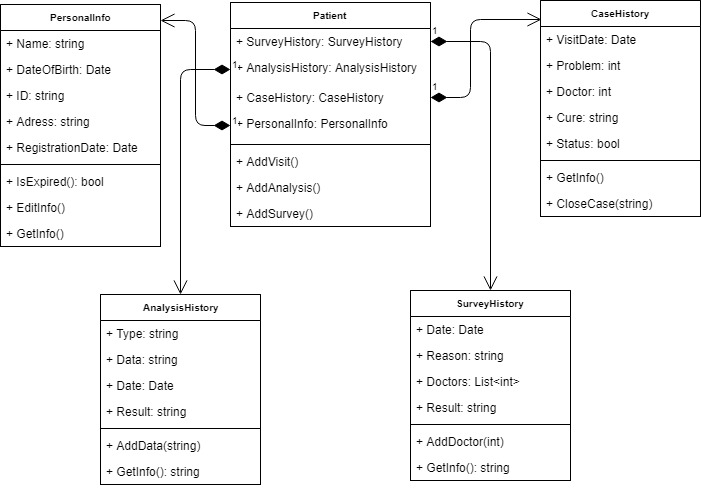 PersonalInfo
+ Name: string
+ DateOfBirth: Date
+ ID: string
+ Adress: string
+ RegistrationDate: Date
+ IsExpired(): bool
+ EditInfo()
+ GetInfo()
Patient
+ SurveyHistory: SurveyHistory
+ AnalysisHistory: AnalysisHistory
+ CaseHistory: CaseHistory
+ PersonalInfo: PersonalInfo
+ AddVisit()
+ AddAnalysis()
+ AddSurvey()
1
1
1
1
CaseHistory
+ VisitDate: Date
+ Problem: int
+ Doctor: int
+ Cure: string
+ Status: bool
+ GetInfo()
+ CloseCase(string)
AnalysisHistory
+ Type: string
+ Data: string
+ Date: Date
+ Result: string
+ AddData(string)
+ GetInfo(): string
SurveyHistory
+ Date: Date
+ Reason: string
+ Doctors: List<int>
+ Result: string
+ AddDoctor(int)
+ GetInfo(): string